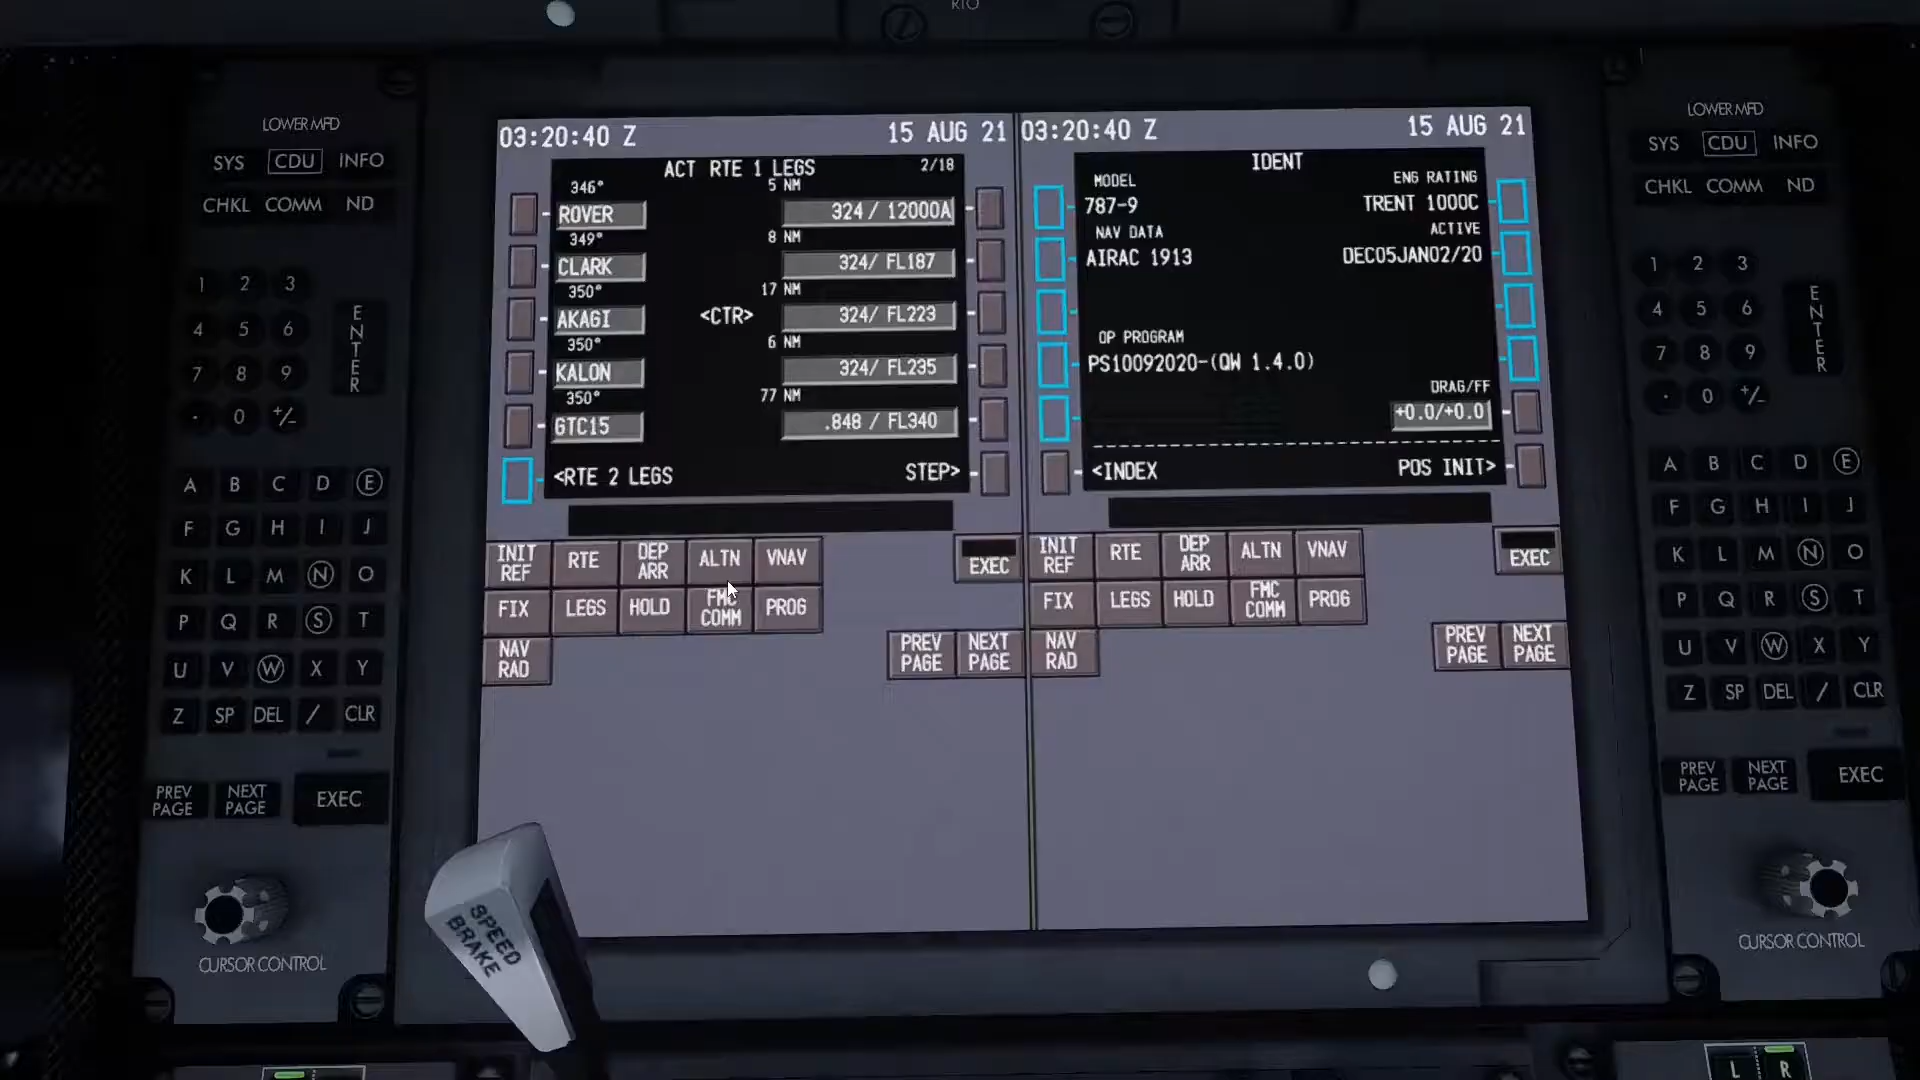 RTO
LOWER MFD
SYS CDU INFO
CHKL COMM ND
1 2 3
4 5 6
7 8 9
. 0 +/-
ENTER
A B C D E
F G H I J
K L M N O
P Q R S T
U V W X Y
Z SP DEL / CLR
PREV PAGE
NEXT PAGE
EXEC
CURSOR CONTROL
SPEED BRAKE
03:20:40 Z 15 AUG 21
ACT RTE 1 LEGS 2/18
346° 5 NM
ROVER 324/ 12000A
349° 8 NM
CLARK 324/ FL187
350° 17 NM
AKAGI <CTR> 324/ FL223
350° 6 NM
KALON 324/ FL235
350° 77 NM
GTC15 .848 / FL340
<RTE 2 LEGS STEP>
INIT REF RTE DEP ARR ALTN VNAV EXEC
FIX LEGS HOLD FMC COMM PROG
NAV RAD PREV PAGE NEXT PAGE
03:20:40 Z 15 AUG 21
IDENT
MODEL ENG RATING
787-9 TRENT 1000C
NAV DATA ACTIVE
AIRAC 1913 DEC05JAN02/20
OP PROGRAM
PS10092020-(QW 1.4.0)
DRAG/FF
+0.0/+0.0
<INDEX POS INIT>
INIT REF RTE DEP ARR ALTN VNAV EXEC
FIX LEGS HOLD FMC COMM PROG
NAV RAD PREV PAGE NEXT PAGE
LOWER MFD
SYS CDU INFO
CHKL COMM ND
1 2 3
4 5 6
7 8 9
. 0 +/-
ENTER
A B C D E
F G H I J
K L M N O
P Q R S T
U V W X Y
Z SP DEL / CLR
PREV PAGE
NEXT PAGE
EXEC
CURSOR CONTROL
L R